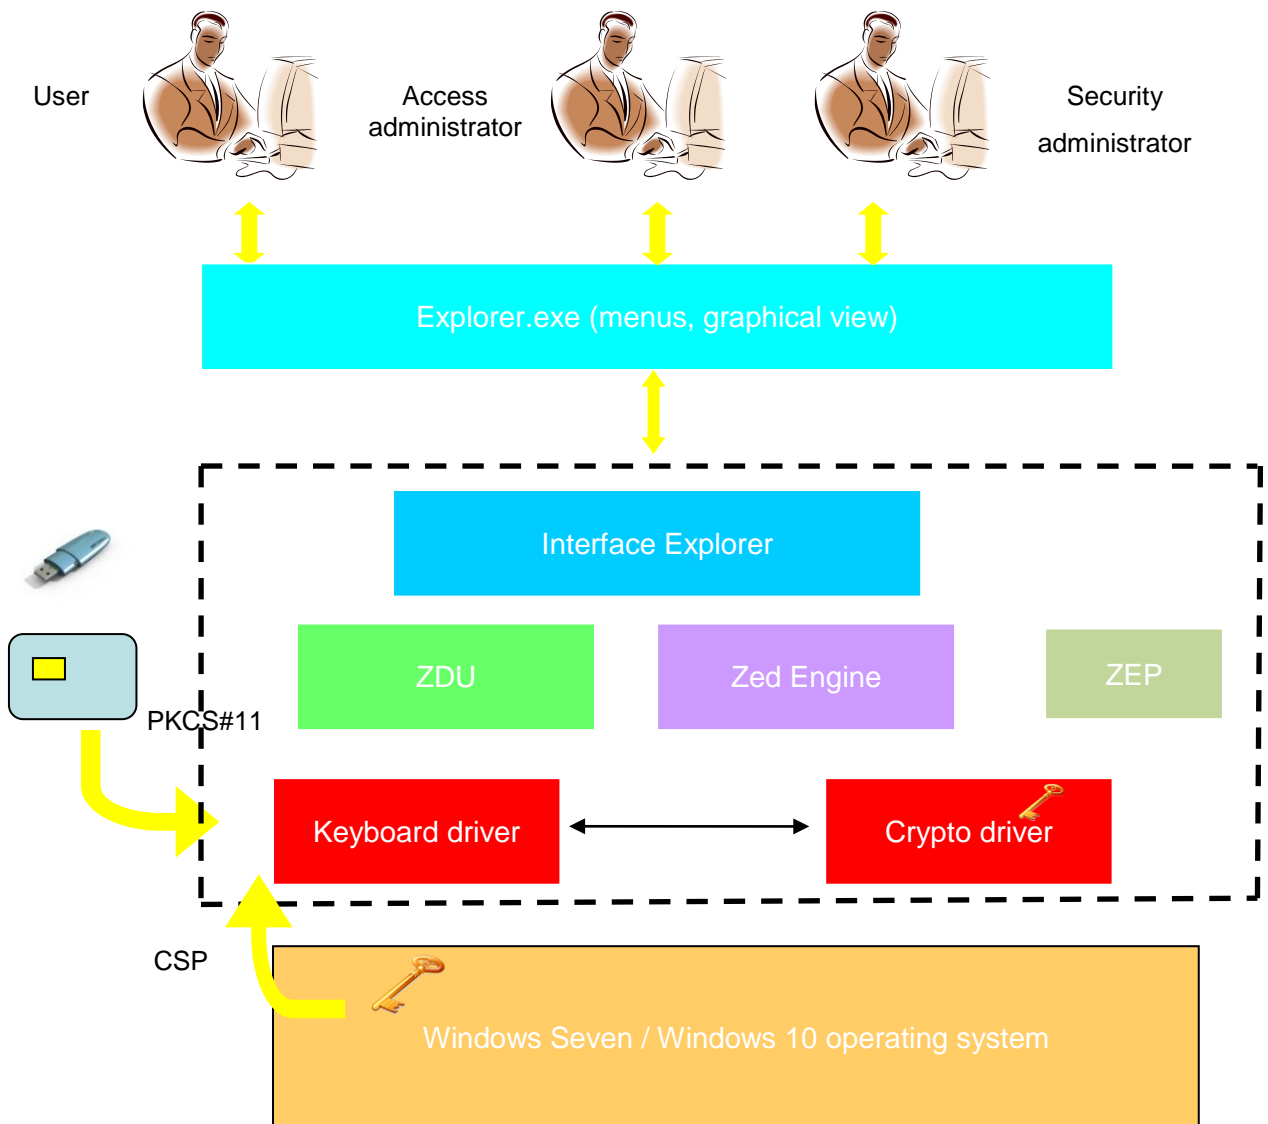 User
Access
administrator
Security
administrator
Explorer.exe (menus, graphical view)
Interface Explorer
ZDU
Zed Engine
ZEP
PKCS#11
Keyboard driver
Crypto driver
CSP
Windows Seven / Windows 10 operating system